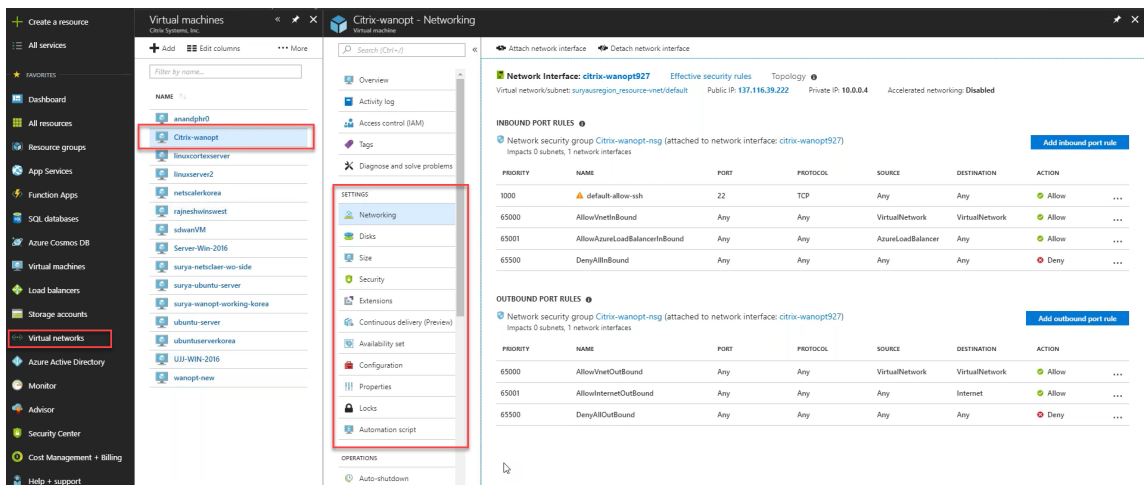 Create a resource
All services
FAVORITES
Dashboard
All resources
Resource groups
App Services
Function Apps
SQL databases
Azure Cosmos DB
Virtual machines
Load balancers
Storage accounts
Virtual networks
Azure Active Directory
Monitor
Advisor
Security Center
Cost Management + Billing
Help + support
Virtual machines
Citrix Systems, Inc.
Add Edit columns ••• More
Filter by name...
NAME
anandphr0
Citrix-wanopt
linuxcortexserver
linuxserver2
netscalerkorea
rajneshwinswest
sdwanVM
Server-Win-2016
surya-netsclaer-wo-side
surya-ubuntu-server
surya-wanopt-working-korea
ubuntu-server
ubuntuserverkorea
UJJ-WIN-2016
wanopt-new
Citrix-wanopt - Networking
Virtual machine
Search (Ctrl+/)
Overview
Activity log
Access control (IAM)
Tags
Diagnose and solve problems
SETTINGS
Networking
Disks
Size
Security
Extensions
Continuous delivery (Preview)
Availability set
Configuration
Properties
Locks
Automation script
OPERATIONS
Auto-shutdown
Attach network interface Detach network interface
Network Interface: citrix-wanopt927 Effective security rules Topology
Virtual network/subnet: suryausregion_resource-vnet/default Public IP: 137.116.39.222 Private IP: 10.0.0.4 Accelerated networking: Disabled
INBOUND PORT RULES
Network security group Citrix-wanopt-nsg (attached to network interface: citrix-wanopt927)
Impacts 0 subnets, 1 network interfaces
Add inbound port rule
PRIORITY NAME PORT PROTOCOL SOURCE DESTINATION ACTION
1000 default-allow-ssh 22 TCP Any Any Allow ...
65000 AllowVnetInBound Any Any VirtualNetwork VirtualNetwork Allow ...
65001 AllowAzureLoadBalancerInBound Any Any AzureLoadBalancer Any Allow ...
65500 DenyAllInBound Any Any Any Any Deny ...
OUTBOUND PORT RULES
Network security group Citrix-wanopt-nsg (attached to network interface: citrix-wanopt927)
Impacts 0 subnets, 1 network interfaces
Add outbound port rule
PRIORITY NAME PORT PROTOCOL SOURCE DESTINATION ACTION
65000 AllowVnetOutBound Any Any VirtualNetwork VirtualNetwork Allow ...
65001 AllowInternetOutBound Any Any Any Internet Allow ...
65500 DenyAllOutBound Any Any Any Any Deny ...